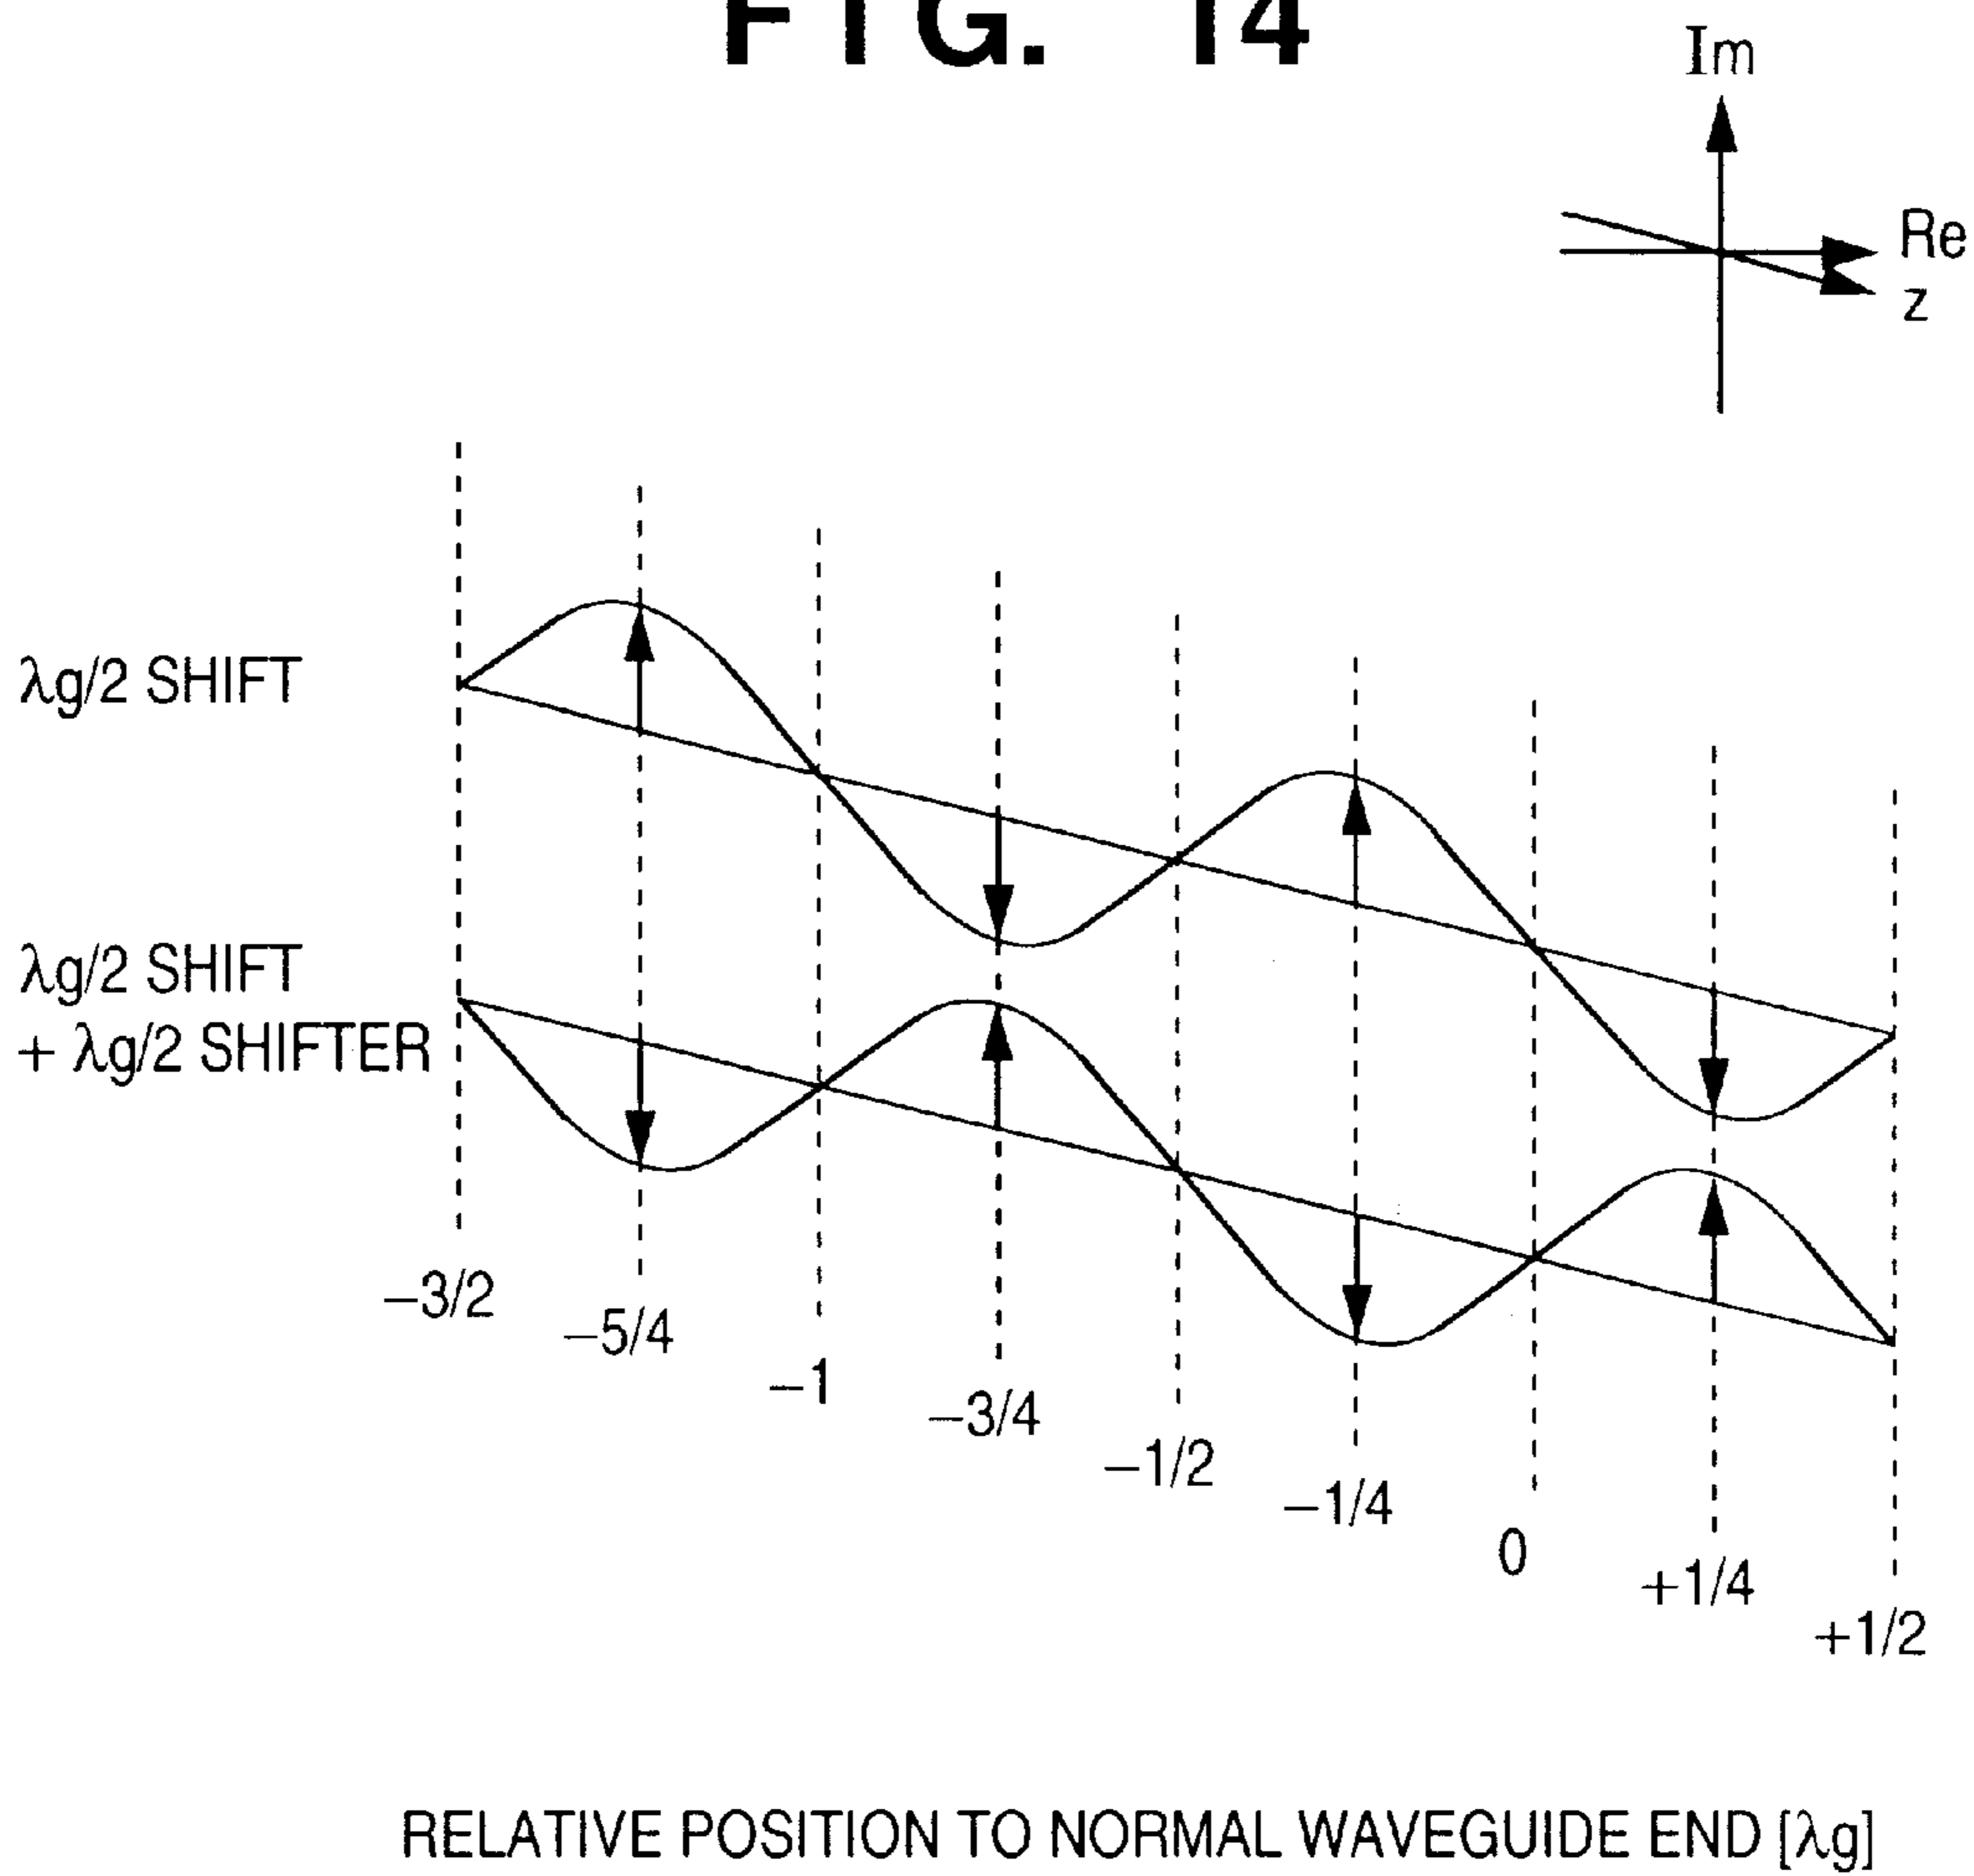 FIG. 14
Im
Re
z
λg/2 SHIFT
λg/2 SHIFT
+ λg/2 SHIFTER
−3/2
−5/4
−1
−3/4
−1/2
−1/4
0
+1/4
+1/2
RELATIVE POSITION TO NORMAL WAVEGUIDE END [λg]